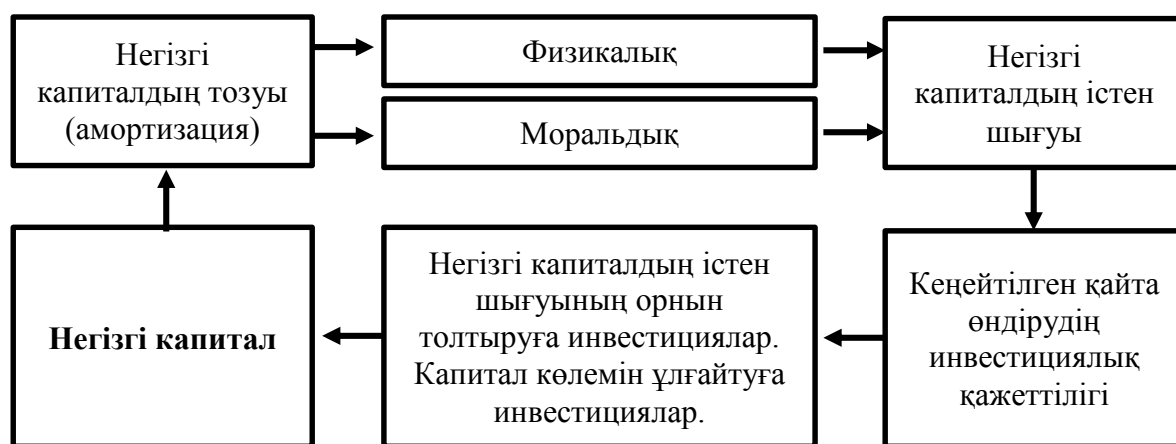 Негізгі
капиталдың тозуы
(амортизация)
Физикалық
Моральдық
Негізгі
капиталдың істен
шығуы
Негізгі капитал
Негізгі капиталдың істен
шығуының орнын
толтыруға инвестициялар.
Капитал көлемін ұлғайтуға
инвестициялар.
Кеңейтілген қайта
өндірудің
инвестициялық
қажеттілігі